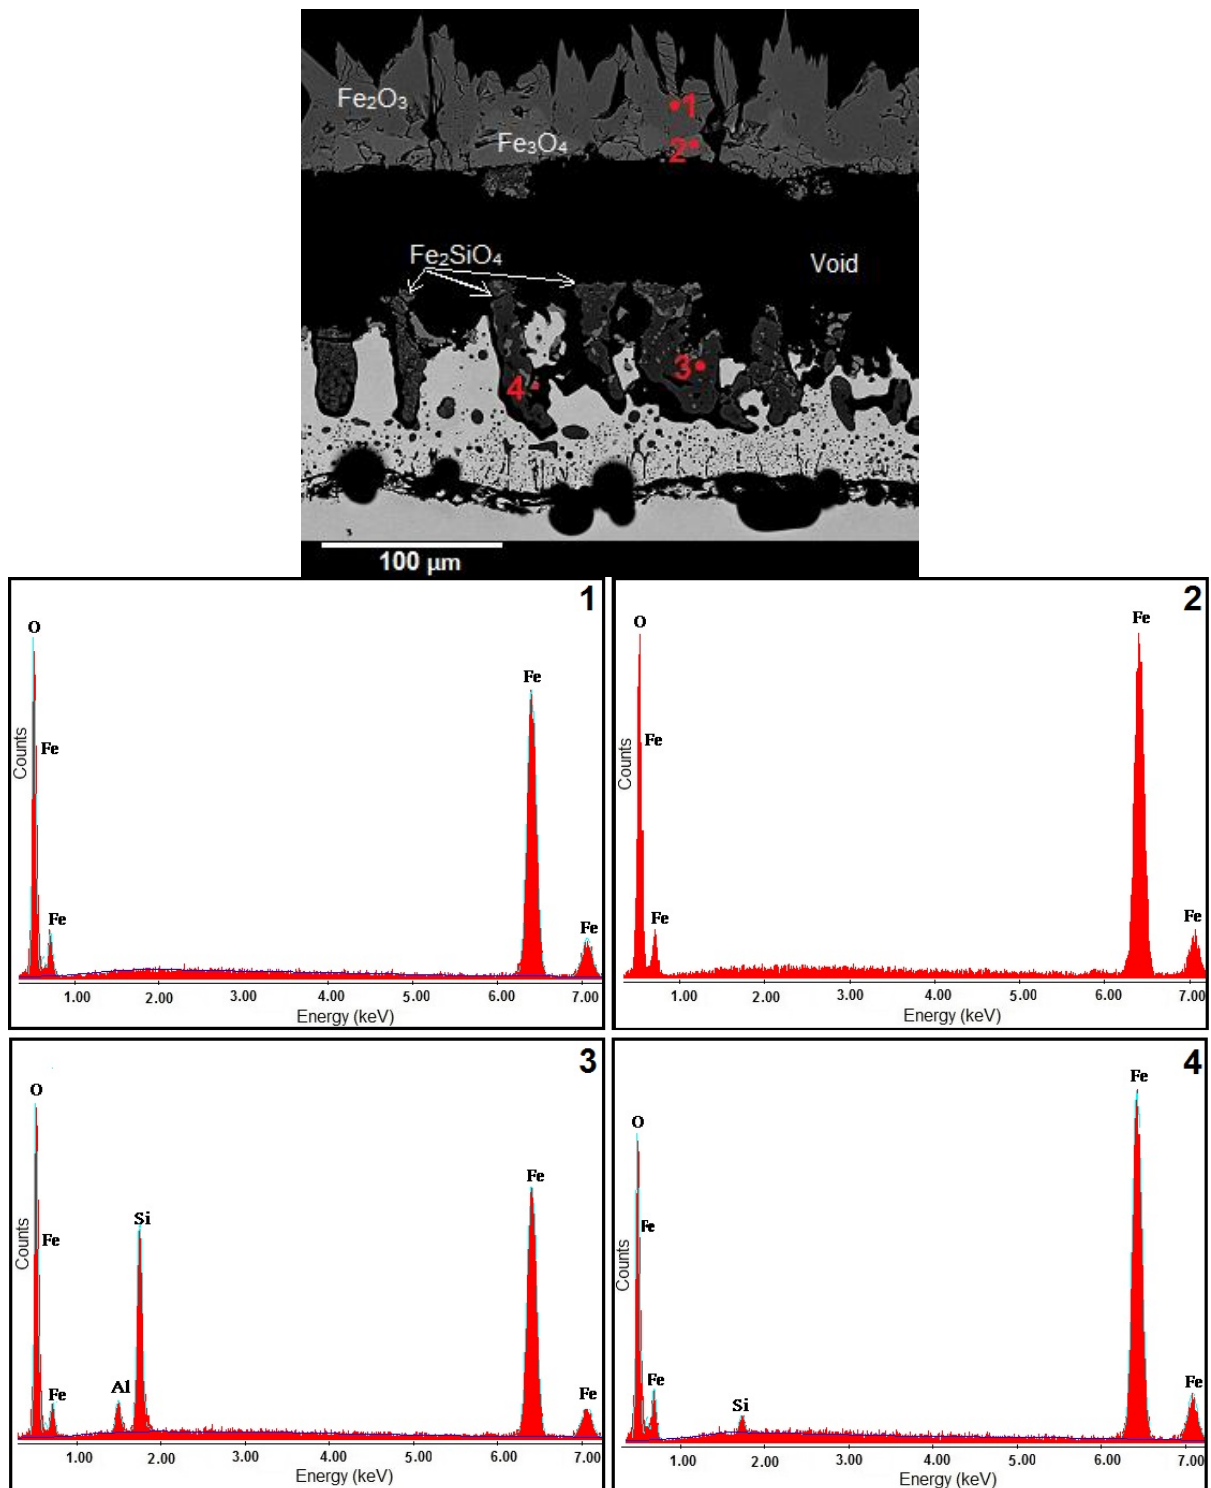 Fe₂O₃
•1
Fe₃O₄
2•
Fe₂SiO₄
Void
3•
4
100 µm
1
O
Fe
Fe
Fe
Fe
Counts
1.00 2.00 3.00 4.00 5.00 6.00 7.00
Energy (keV)
2
O
Fe
Fe
Fe
Fe
Counts
1.00 2.00 3.00 4.00 5.00 6.00 7.00
Energy (keV)
3
O
Fe
Fe
Al
Si
Fe
Fe
Counts
1.00 2.00 3.00 4.00 5.00 6.00 7.00
Energy (keV)
4
O
Fe
Fe
Si
Fe
Fe
Counts
1.00 2.00 3.00 4.00 5.00 6.00 7.00
Energy (keV)